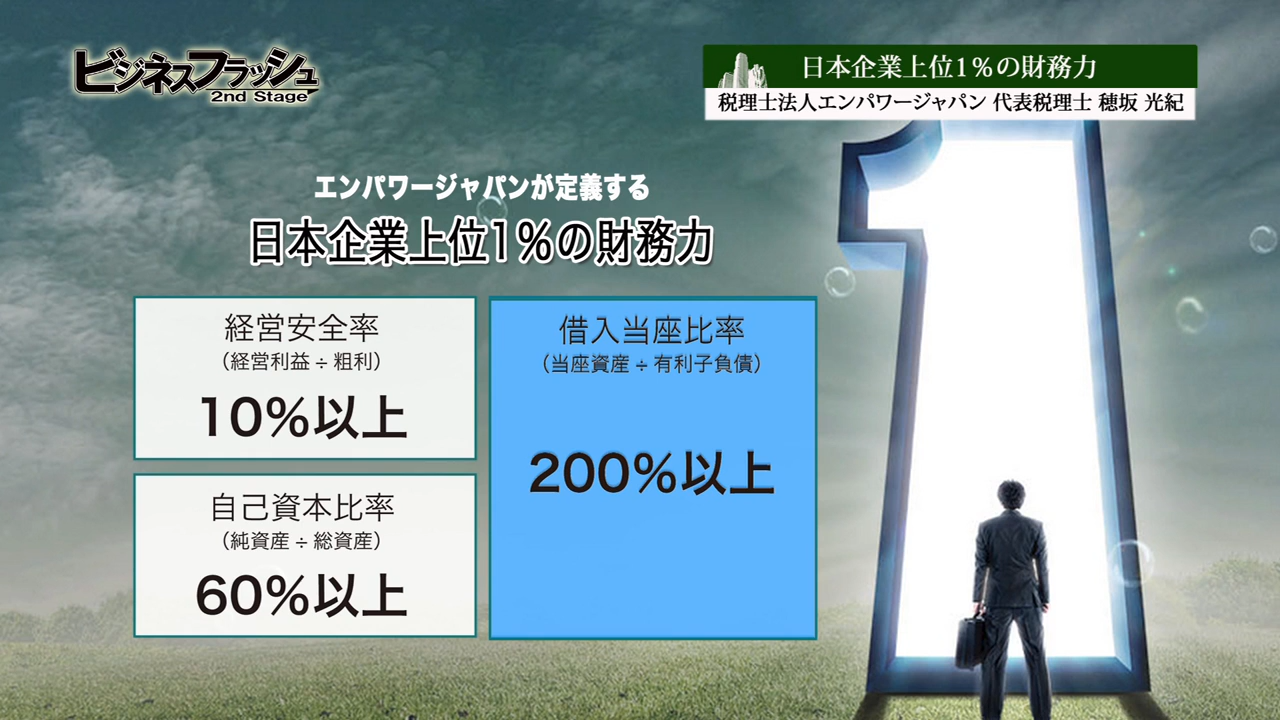 ビジネスフラッシュ
2nd Stage
日本企業上位1％の財務力
税理士法人エンパワージャパン 代表税理士 穂坂 光紀
エンパワージャパンが定義する
日本企業上位1％の財務力
経営安全率
（経営利益÷粗利）
10％以上
自己資本比率
（純資産÷総資産）
60％以上
借入当座比率
（当座資産÷有利子負債）
200％以上